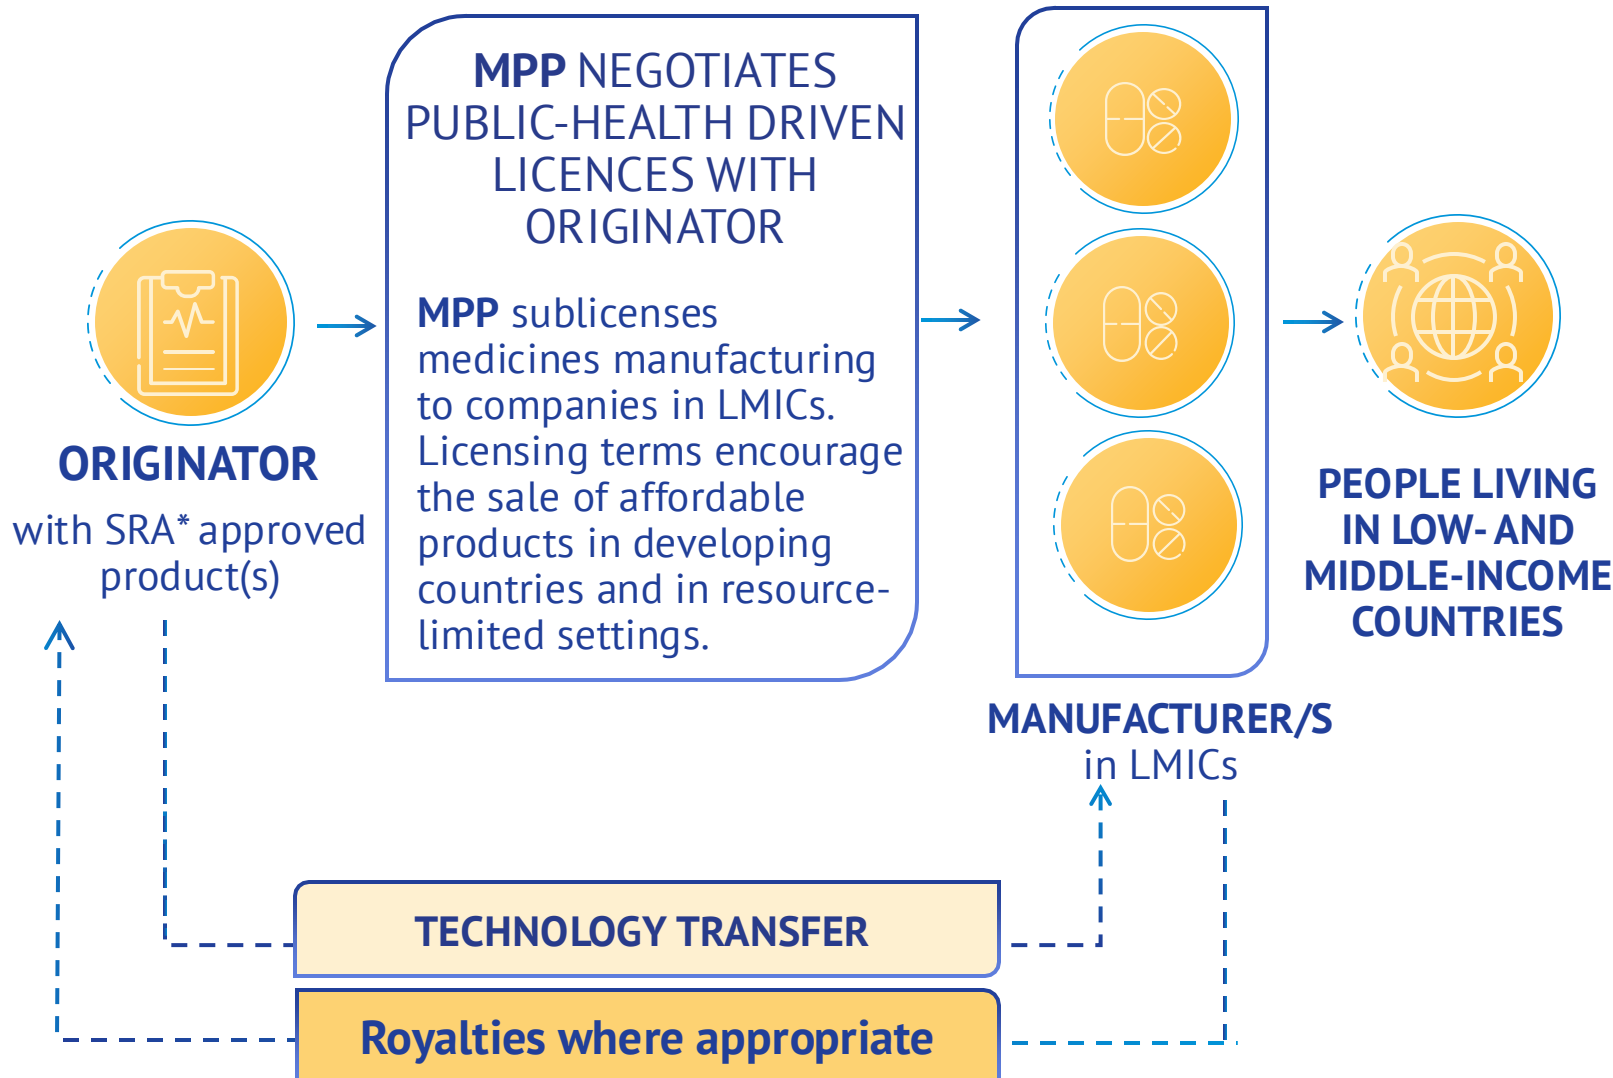 MPP NEGOTIATES
PUBLIC-HEALTH DRIVEN
LICENCES WITH
ORIGINATOR
MPP sublicenses
medicines manufacturing
to companies in LMICs.
Licensing terms encourage
the sale of affordable
products in developing
countries and in resource-
limited settings.
ORIGINATOR
with SRA* approved
product(s)
PEOPLE LIVING
IN LOW- AND
MIDDLE-INCOME
COUNTRIES
MANUFACTURER/S
in LMICs
TECHNOLOGY TRANSFER
Royalties where appropriate